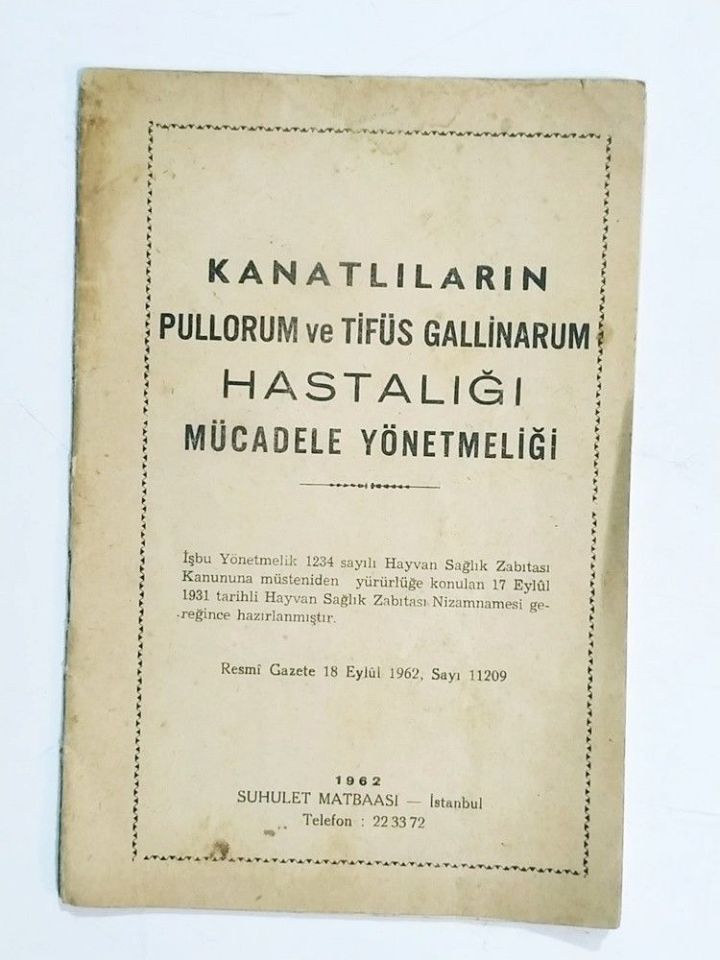 KANATLILARIN
PULLORUM ve TİFÜS GALLİNARUM
HASTALIĞI
MÜCADELE YÖNETMELİĞİ
İşbu Yönetmelik 1234 sayılı Hayvan Sağlık Zabıtası
Kanununa müsteniden yürürlüğe konulan 17 Eylûl
1931 tarihli Hayvan Sağlık Zabıtası Nizamnamesi ge-
reğince hazırlanmıştır.
Resmî Gazete 18 Eylûl 1962, Sayı 11209
1962
SUHULET MATBAASI — İstanbul
Telefon : 22 33 72